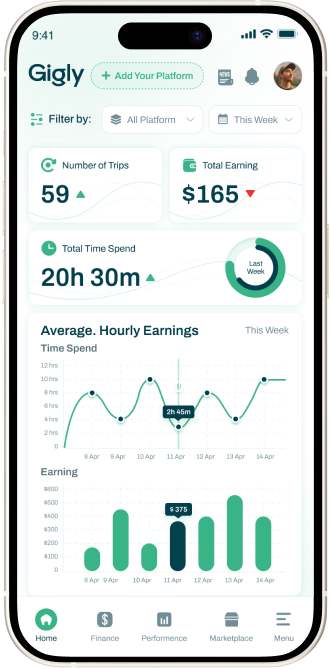 9:41
Gigly
+ Add Your Platform
NEWS
Filter by:
All Platform
This Week
Number of Trips
59
Total Earning
$165
Total Time Spend
20h 30m
Last
Week
Average. Hourly Earnings
This Week
Time Spend
12 hrs
10 hrs
8 hrs
6 hrs
4 hrs
2 hrs
0
2h 45m
8 Apr 9 Apr 10 Apr 11 Apr 12 Apr 13 Apr 14 Apr
Earning
$600
$500
$400
$300
$200
$100
0
$ 375
8 Apr 9 Apr 10 Apr 11 Apr 12 Apr 13 Apr 14 Apr
Home
Finance
Performence
Marketplace
Menu